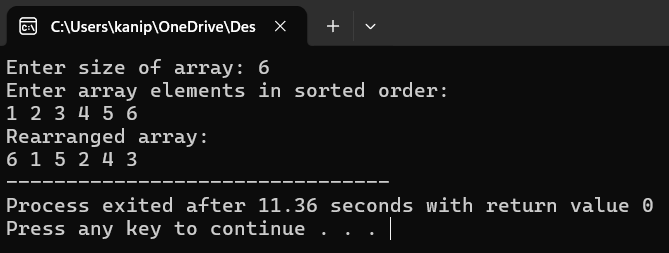 C:\Users\kanip\OneDrive\Des
Enter size of array: 6
Enter array elements in sorted order:
1 2 3 4 5 6
Rearranged array:
6 1 5 2 4 3
--------------------------------
Process exited after 11.36 seconds with return value 0
Press any key to continue . . .